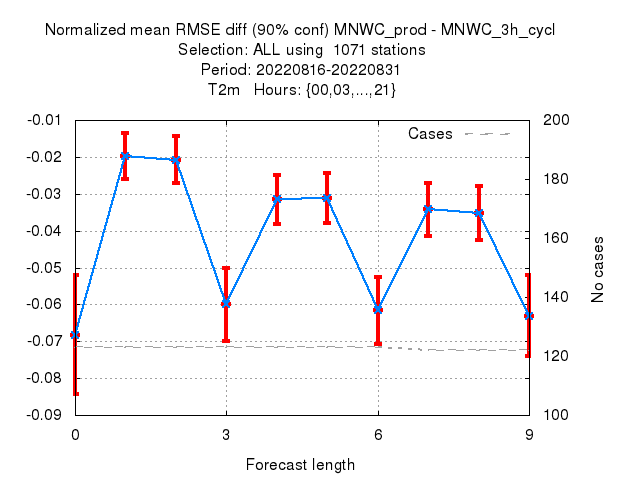 Normalized mean RMSE diff (90% conf) MNWC_prod - MNWC_3h_cycl
Selection: ALL using  1071 stations
Period: 20220816-20220831
T2m   Hours: {00,03,...,21}
-0.01
-0.02
-0.03
-0.04
-0.05
-0.06
-0.07
-0.08
-0.09
Cases
200
180
160
140
120
100
No cases
0
3
6
9
Forecast length